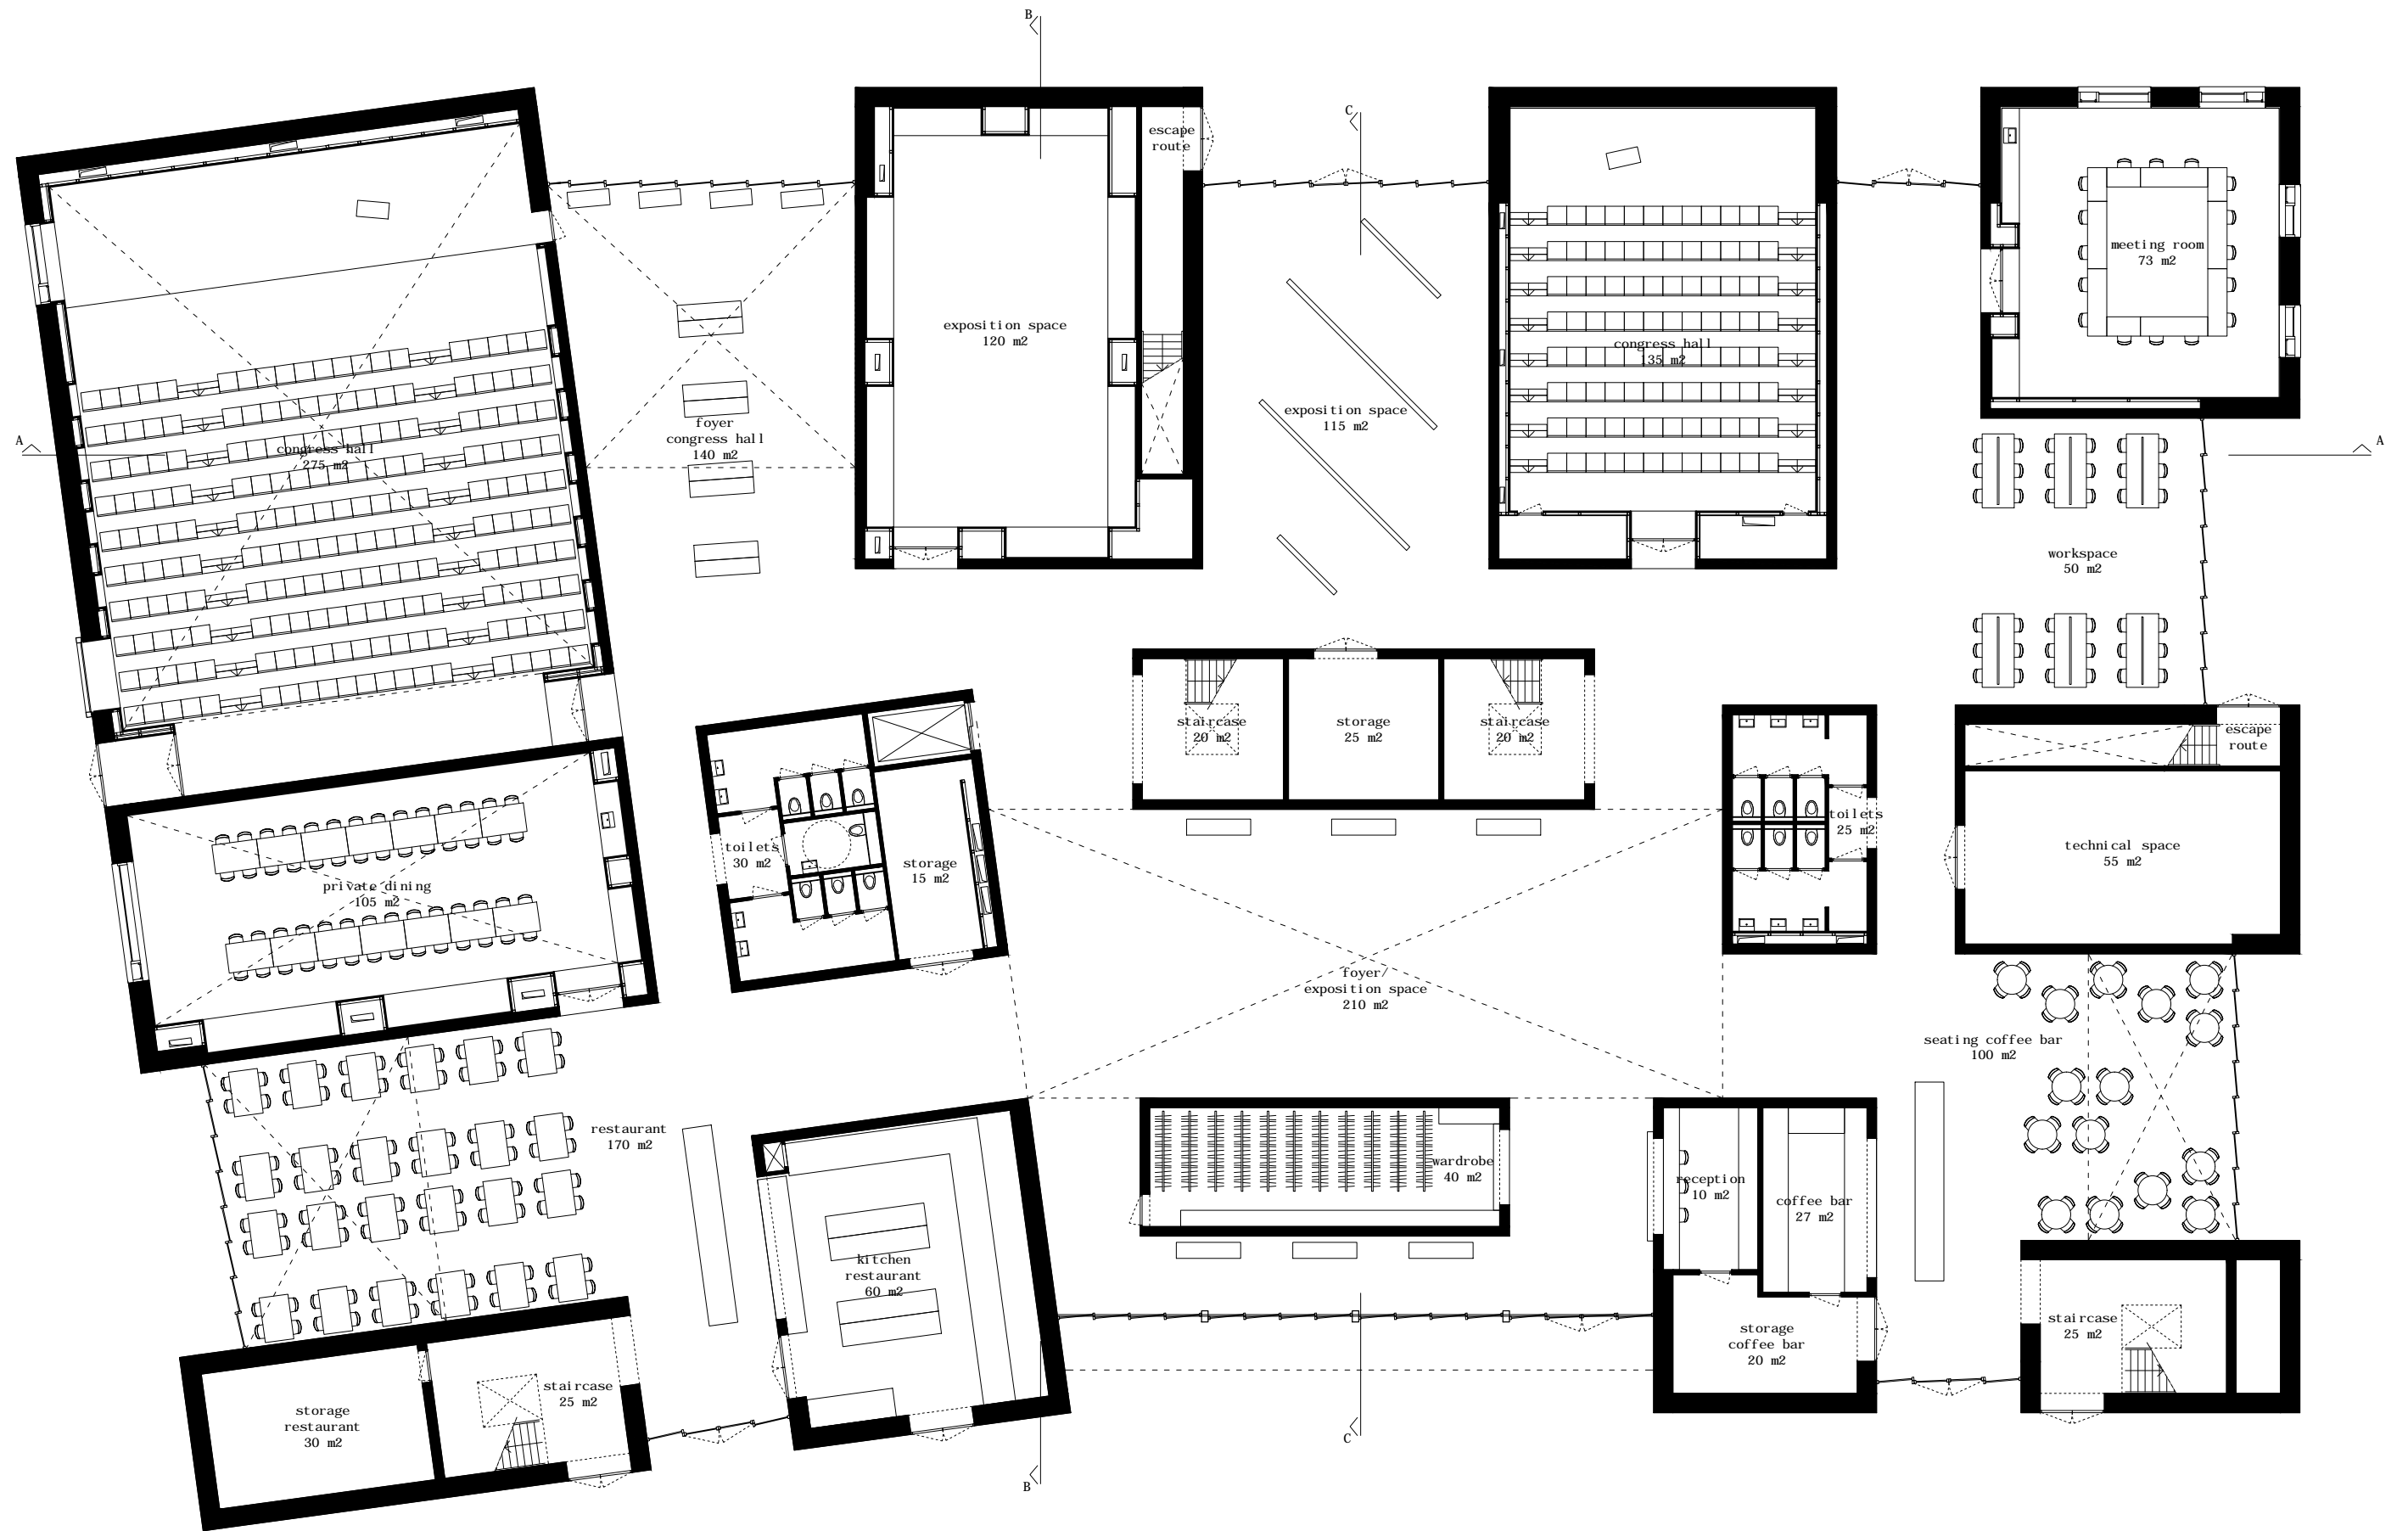 B
C
escape
route
meeting room
73 m2
exposition space
120 m2
congress hall
135 m2
exposition space
115 m2
foyer
congress hall
140 m2
A
congress hall
275 m2
A
workspace
50 m2
staircase
20 m2
storage
25 m2
staircase
20 m2
escape
route
toilets
25 m2
technical space
55 m2
toilets
30 m2
storage
15 m2
private dining
105 m2
foyer/
exposition space
210 m2
seating coffee bar
100 m2
restaurant
170 m2
wardrobe
40 m2
reception
10 m2
coffee bar
27 m2
kitchen
restaurant
60 m2
storage
coffee bar
20 m2
staircase
25 m2
staircase
25 m2
storage
restaurant
30 m2
C
B